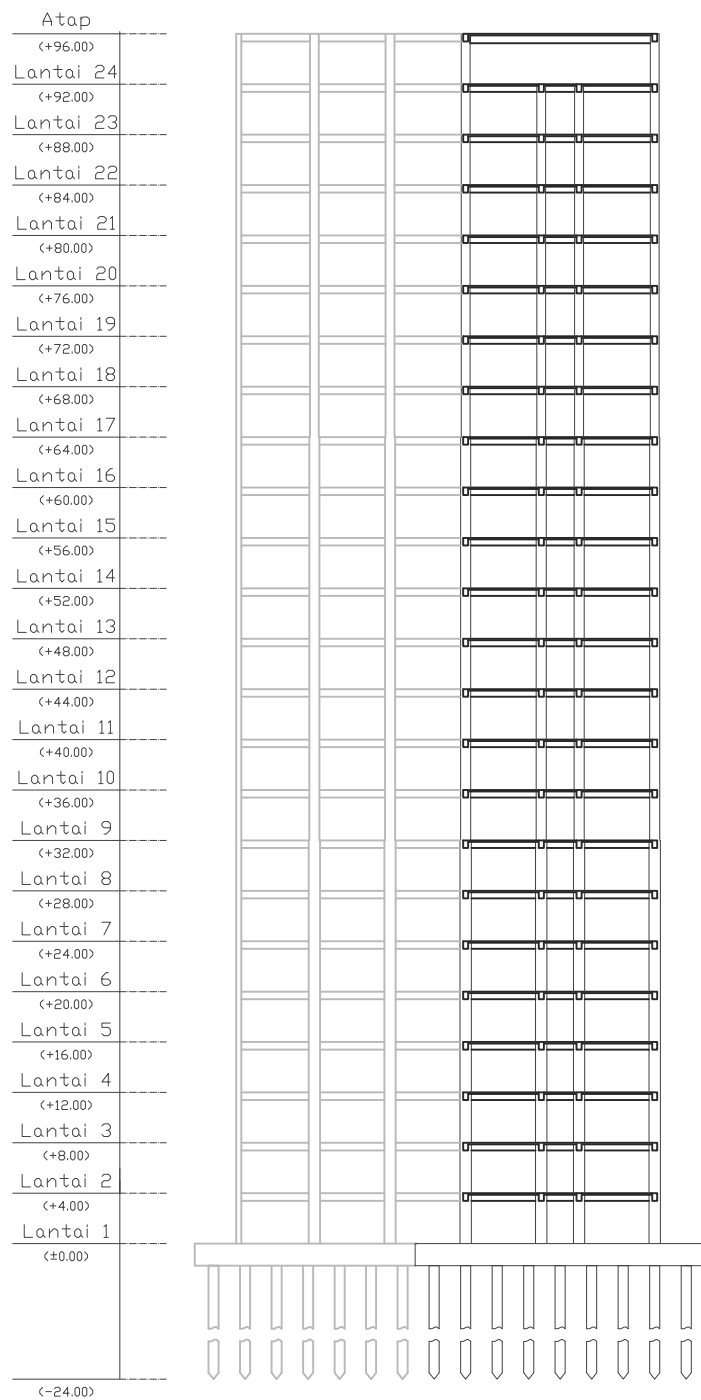 Atap
(+96.00)
Lantai 24
(+92.00)
Lantai 23
(+88.00)
Lantai 22
(+84.00)
Lantai 21
(+80.00)
Lantai 20
(+76.00)
Lantai 19
(+72.00)
Lantai 18
(+68.00)
Lantai 17
(+64.00)
Lantai 16
(+60.00)
Lantai 15
(+56.00)
Lantai 14
(+52.00)
Lantai 13
(+48.00)
Lantai 12
(+44.00)
Lantai 11
(+40.00)
Lantai 10
(+36.00)
Lantai 9
(+32.00)
Lantai 8
(+28.00)
Lantai 7
(+24.00)
Lantai 6
(+20.00)
Lantai 5
(+16.00)
Lantai 4
(+12.00)
Lantai 3
(+8.00)
Lantai 2
(+4.00)
Lantai 1
(±0.00)
(-24.00)